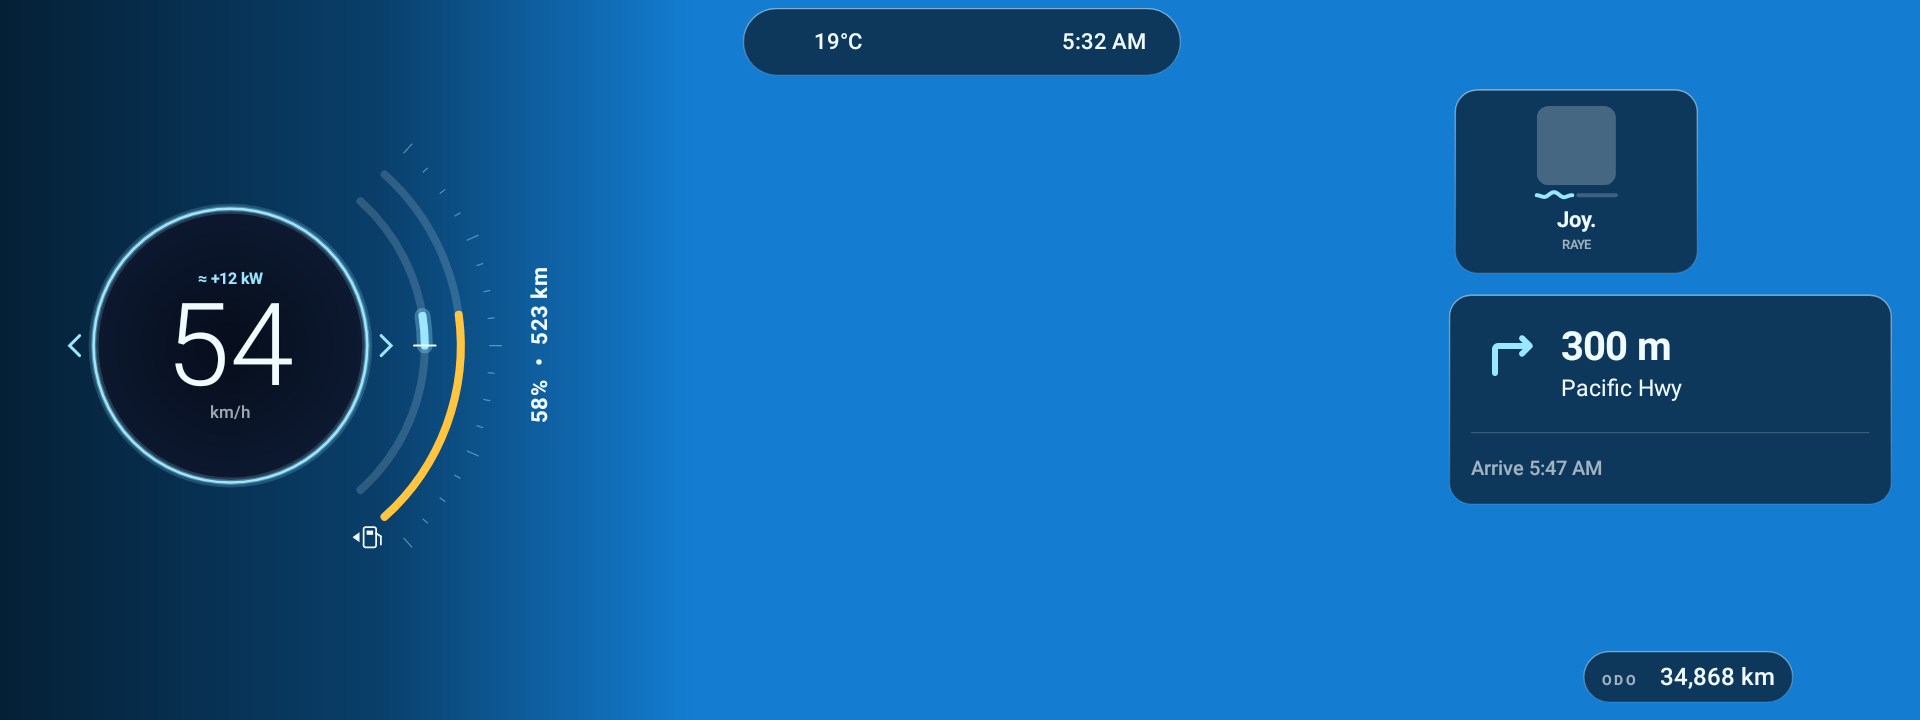 19°C
5:32 AM
≈ +12 kW
54
km/h
58% • 523 km
Joy.
RAYE
300 m
Pacific Hwy
Arrive 5:47 AM
ODO 34,868 km